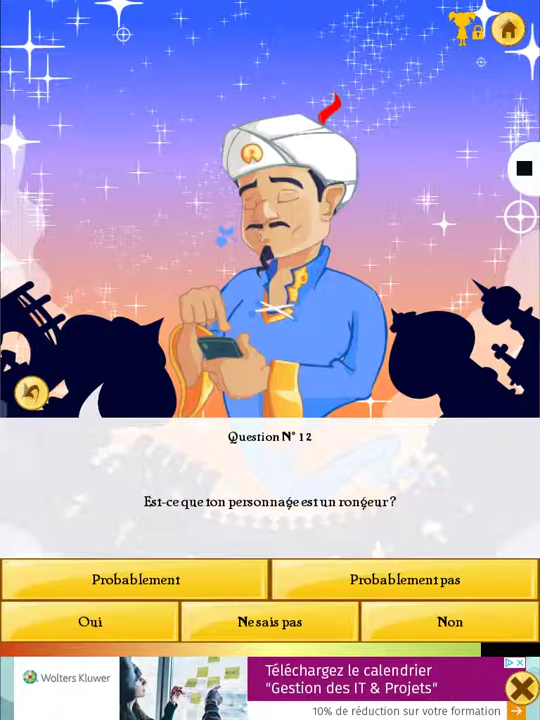 Question N° 12
Est-ce que ton personnage est un rongeur ?
Probablement
Probablement pas
Oui
Ne sais pas
Non
Wolters Kluwer
Téléchargez le calendrier
"Gestion des IT & Projets"
10% de réduction sur votre formation